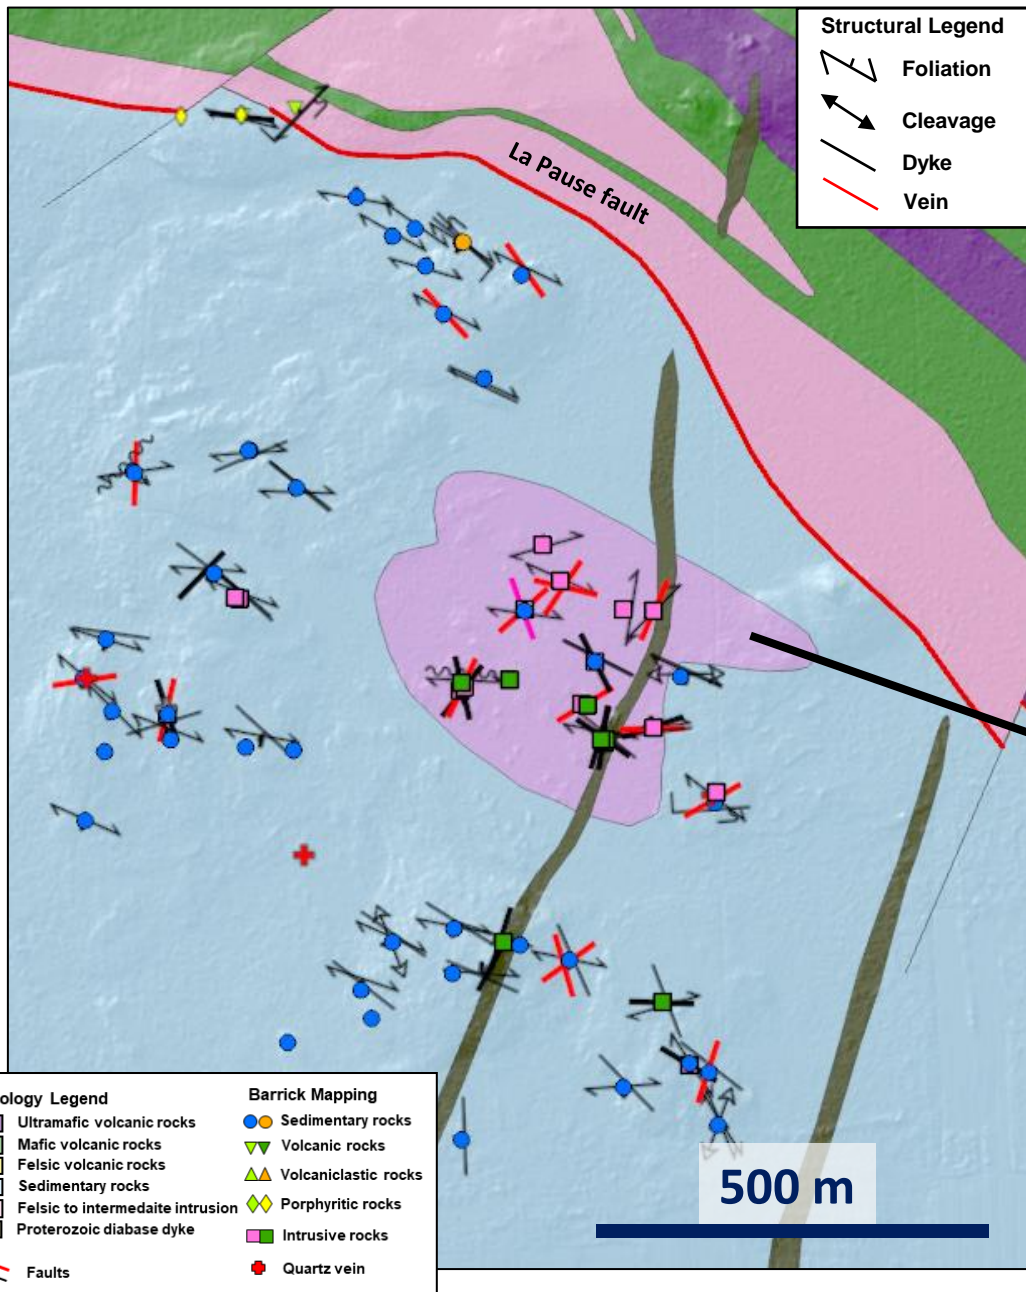 Structural Legend
Foliation
Cleavage
Dyke
Vein
La Pause fault
500 m
ology Legend
Ultramafic volcanic rocks
Mafic volcanic rocks
Felsic volcanic rocks
Sedimentary rocks
Felsic to intermedaite intrusion
Proterozoic diabase dyke
Faults
Barrick Mapping
Sedimentary rocks
Volcanic rocks
Volcaniclastic rocks
Porphyritic rocks
Intrusive rocks
Quartz vein